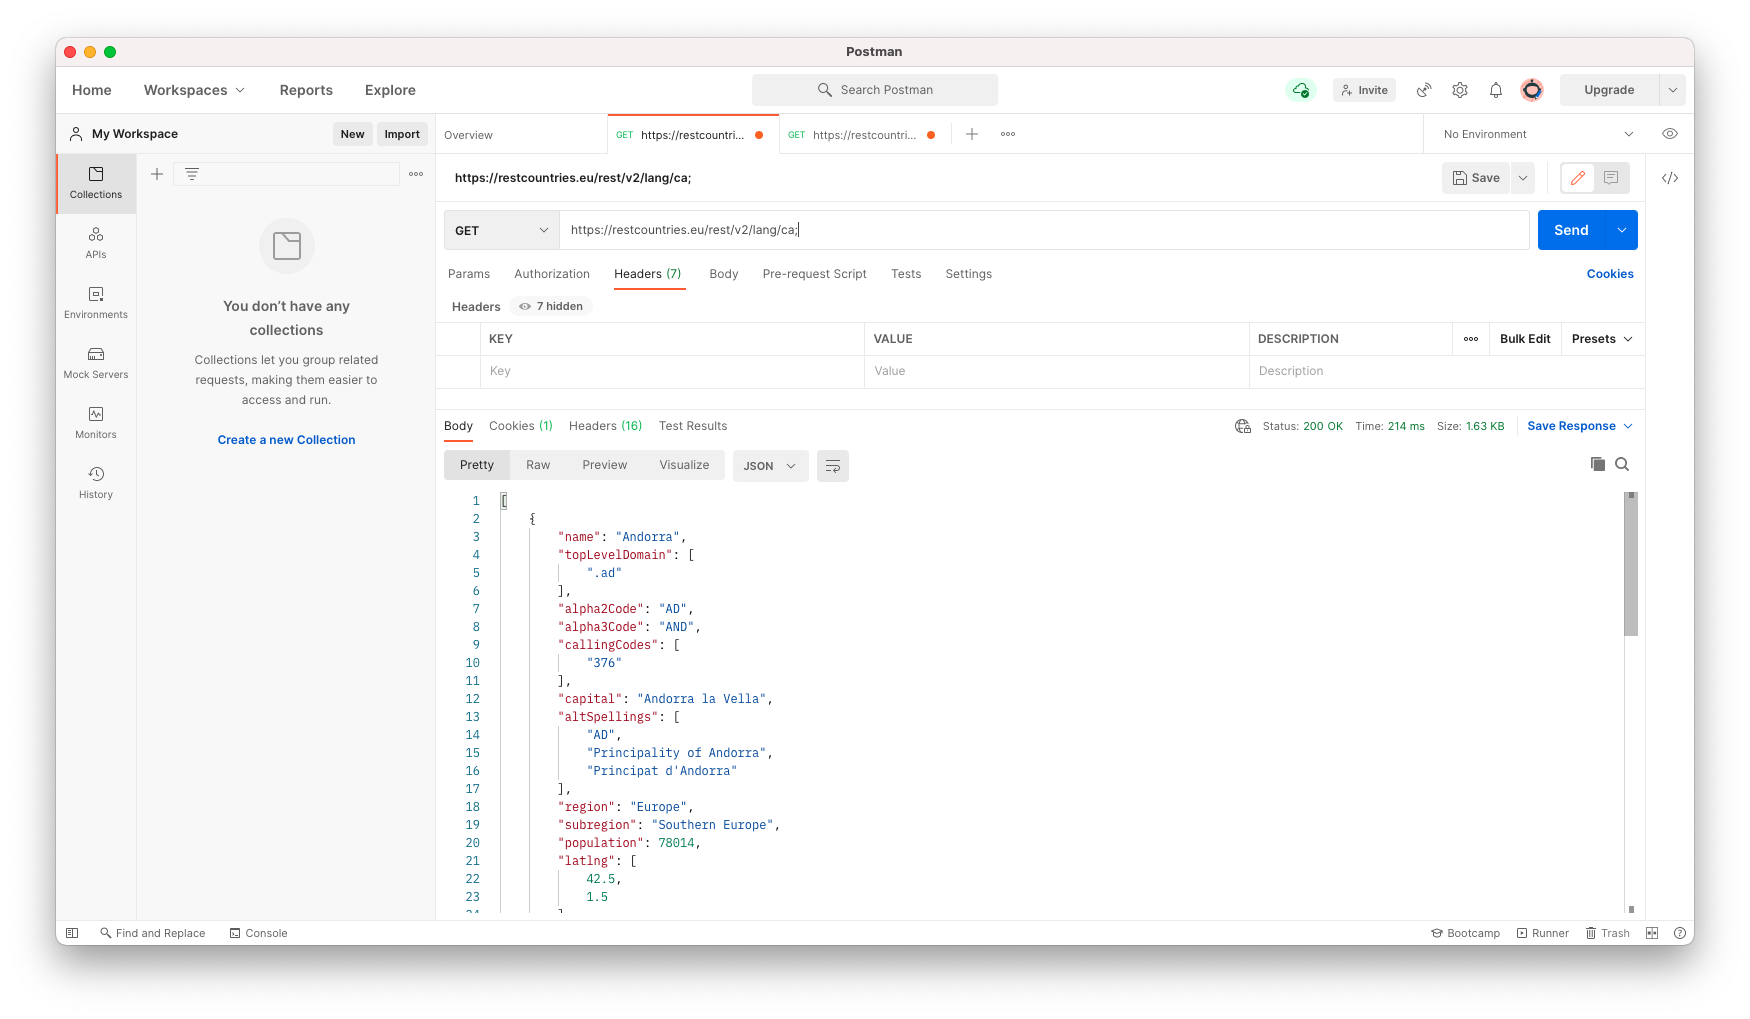 Postman
Home Workspaces Reports Explore Search Postman Invite Upgrade
My Workspace New Import Overview GET https://restcountri... GET https://restcountri... No Environment
Collections
APIs
Environments
Mock Servers
Monitors
History
You don’t have any
collections
Collections let you group related
requests, making them easier to
access and run.
Create a new Collection
https://restcountries.eu/rest/v2/lang/ca; Save
GET https://restcountries.eu/rest/v2/lang/ca; Send
Params Authorization Headers (7) Body Pre-request Script Tests Settings Cookies
Headers 7 hidden
KEY VALUE DESCRIPTION Bulk Edit Presets
Key Value Description
Body Cookies (1) Headers (16) Test Results Status: 200 OK Time: 214 ms Size: 1.63 KB Save Response
Pretty Raw Preview Visualize JSON
1 [
2 {
3 "name": "Andorra",
4 "topLevelDomain": [
5 ".ad"
6 ],
7 "alpha2Code": "AD",
8 "alpha3Code": "AND",
9 "callingCodes": [
10 "376"
11 ],
12 "capital": "Andorra la Vella",
13 "altSpellings": [
14 "AD",
15 "Principality of Andorra",
16 "Principat d'Andorra"
17 ],
18 "region": "Europe",
19 "subregion": "Southern Europe",
20 "population": 78014,
21 "latlng": [
22 42.5,
23 1.5
Find and Replace Console Bootcamp Runner Trash